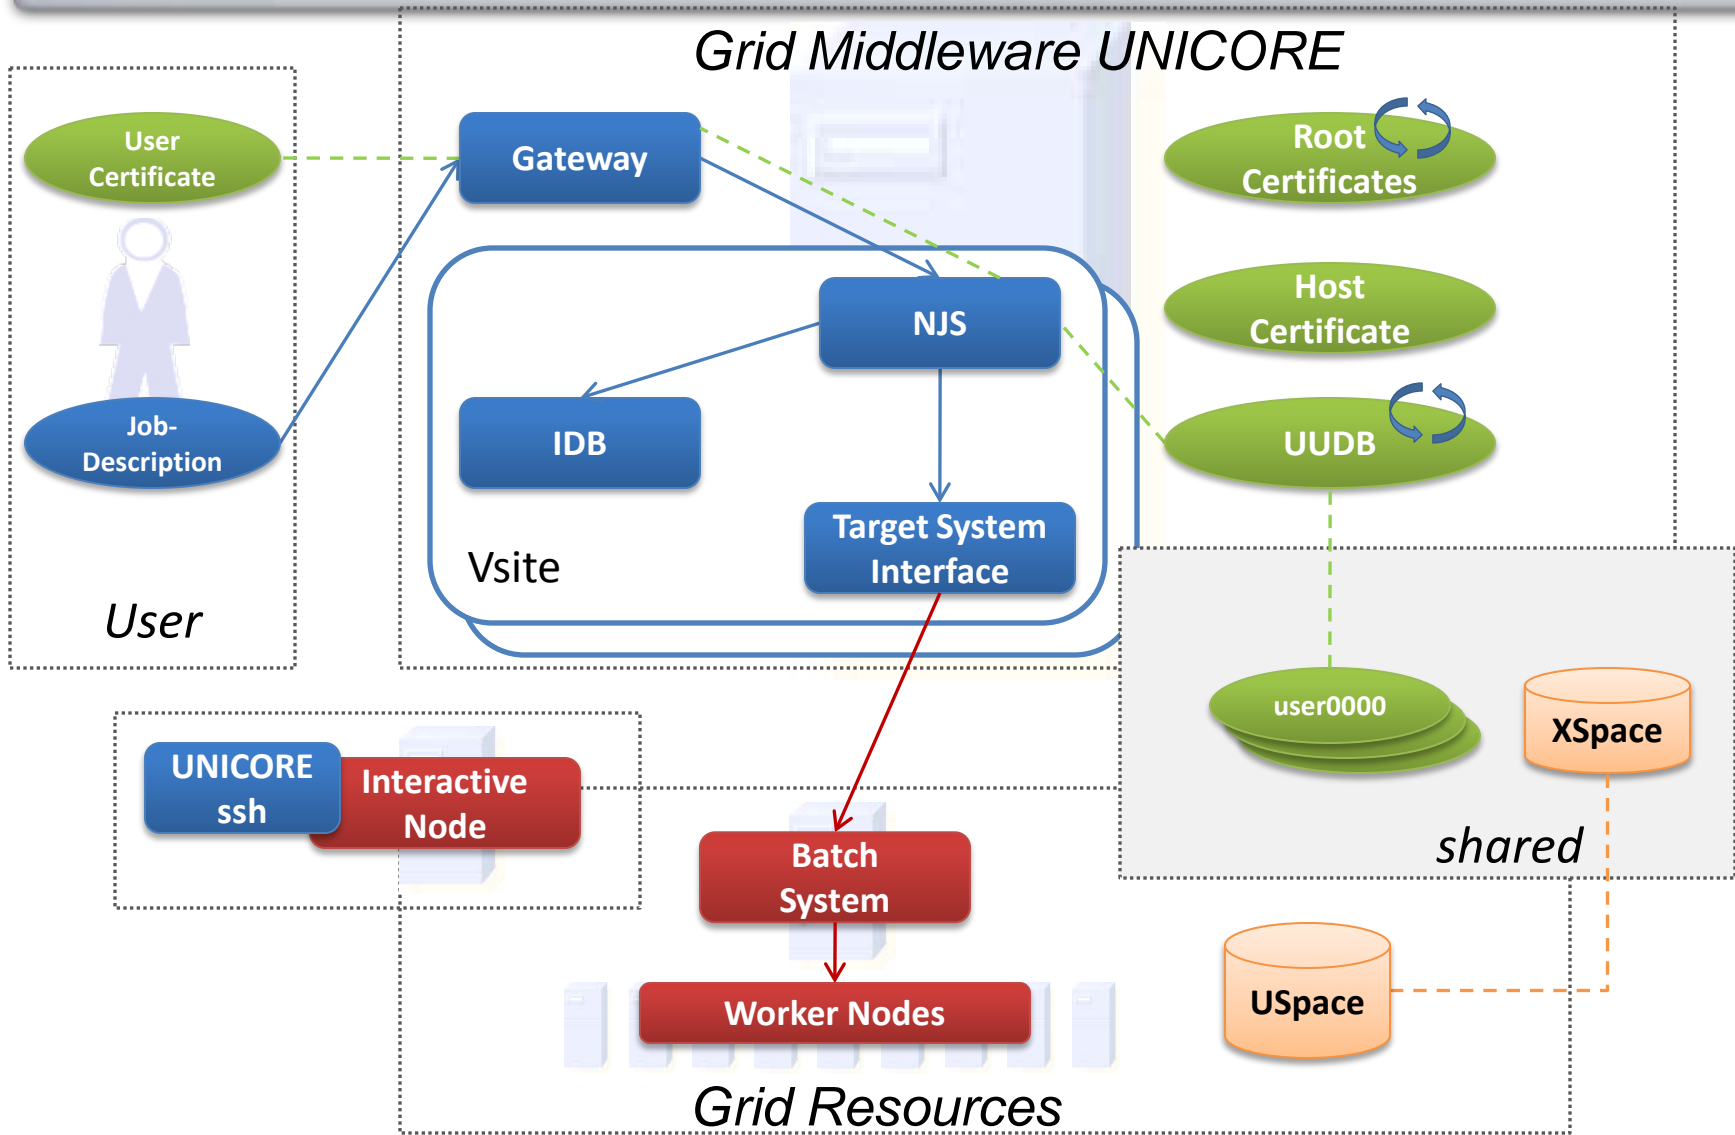 Grid Middleware UNICORE
User
Certificate
Gateway
Root
Certificates
NJS
Host
Certificate
Job-
Description
IDB
UUDB
Target System
Interface
Vsite
User
user0000
XSpace
UNICORE
ssh
Interactive
Node
shared
Batch
System
USpace
Worker Nodes
Grid Resources